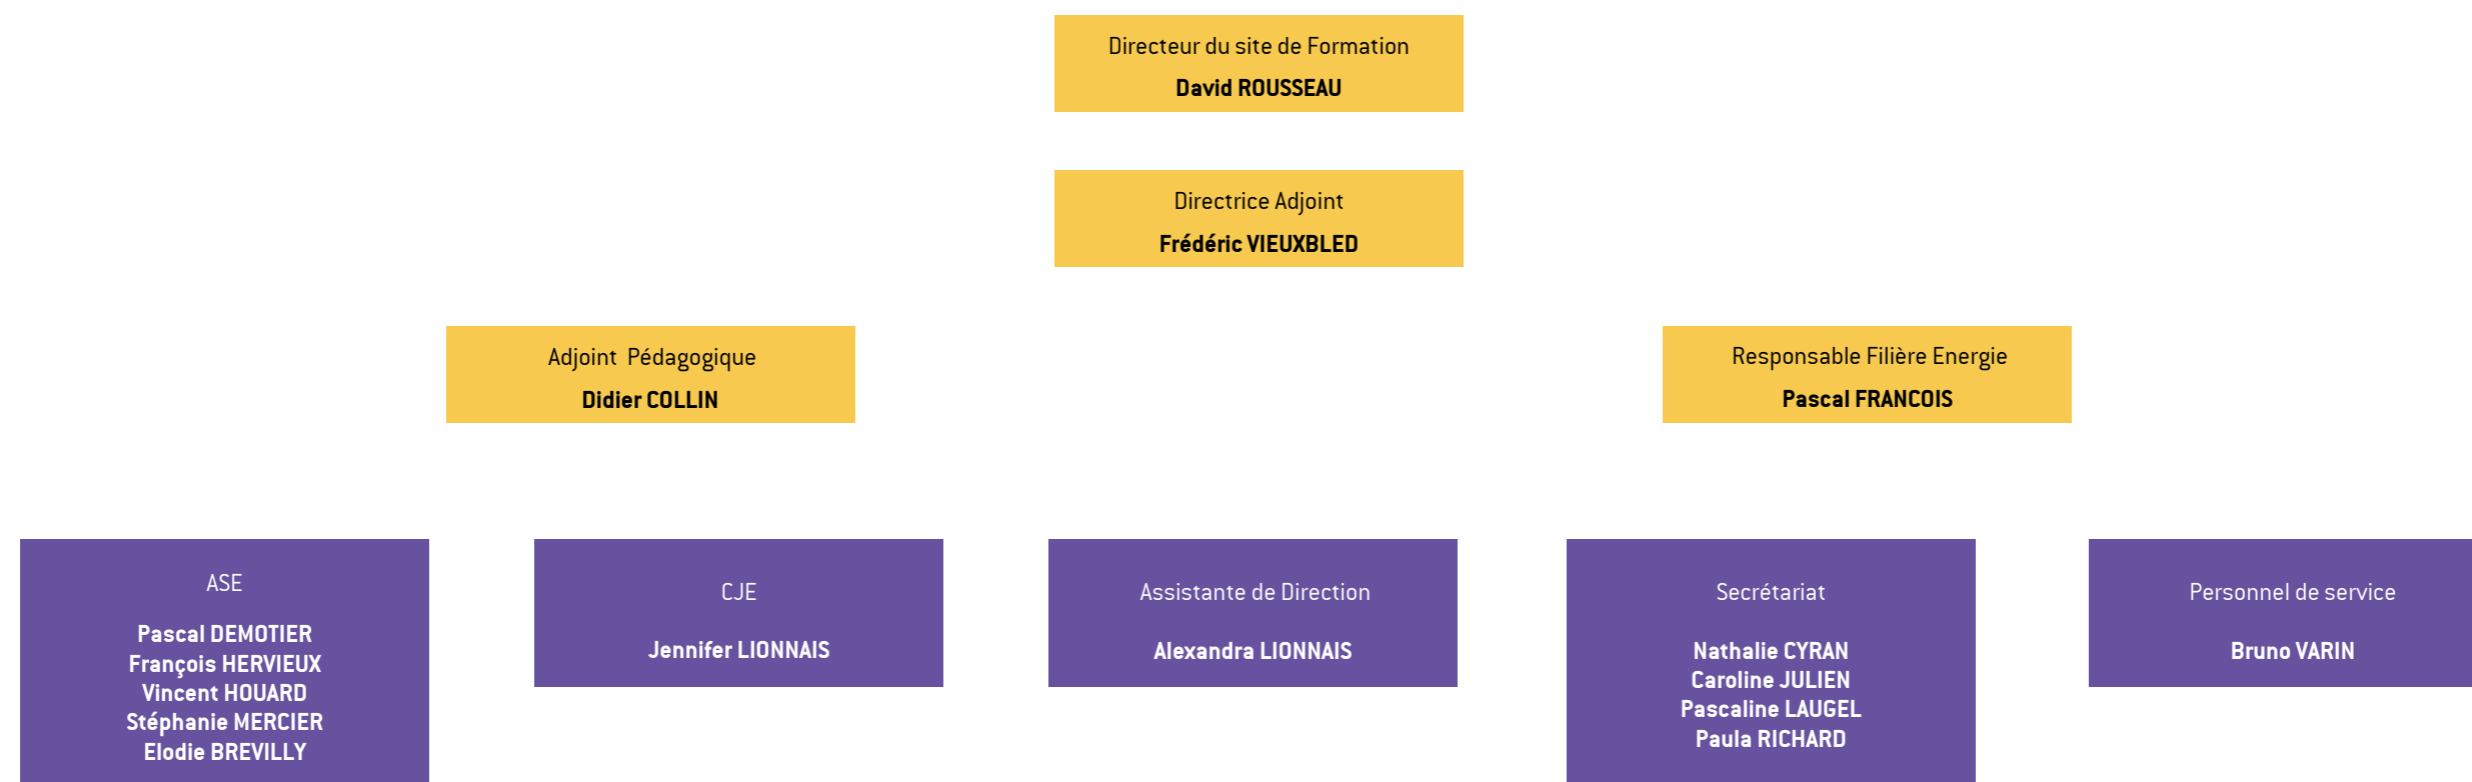 Directeur du site de Formation
David ROUSSEAU
Directrice Adjoint
Frédéric VIEUXBLED
Adjoint  Pédagogique
Didier COLLIN
Responsable Filière Energie
Pascal FRANCOIS
ASE
Pascal DEMOTIER
François HERVIEUX
Vincent HOUARD
Stéphanie MERCIER
Elodie BREVILLY
CJE
Jennifer LIONNAIS
Assistante de Direction
Alexandra LIONNAIS
Secrétariat
Nathalie CYRAN
Caroline JULIEN
Pascaline LAUGEL
Paula RICHARD
Personnel de service
Bruno VARIN